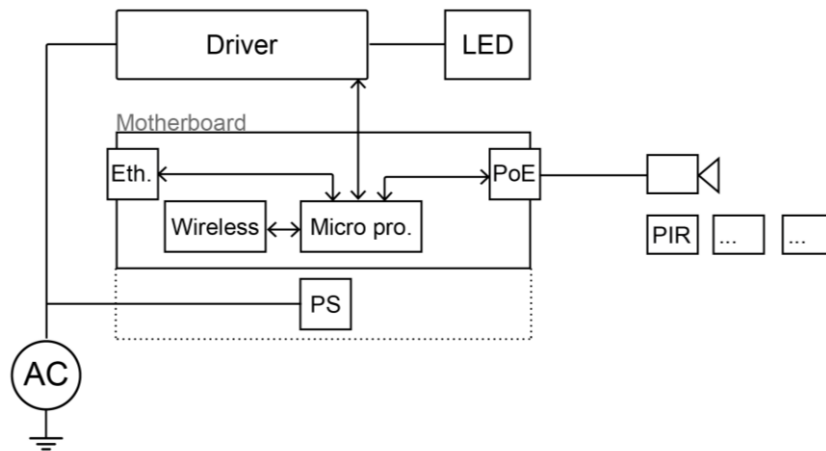 Driver
LED
Motherboard
Eth.
PoE
Wireless
Micro pro.
PIR
...
...
PS
AC